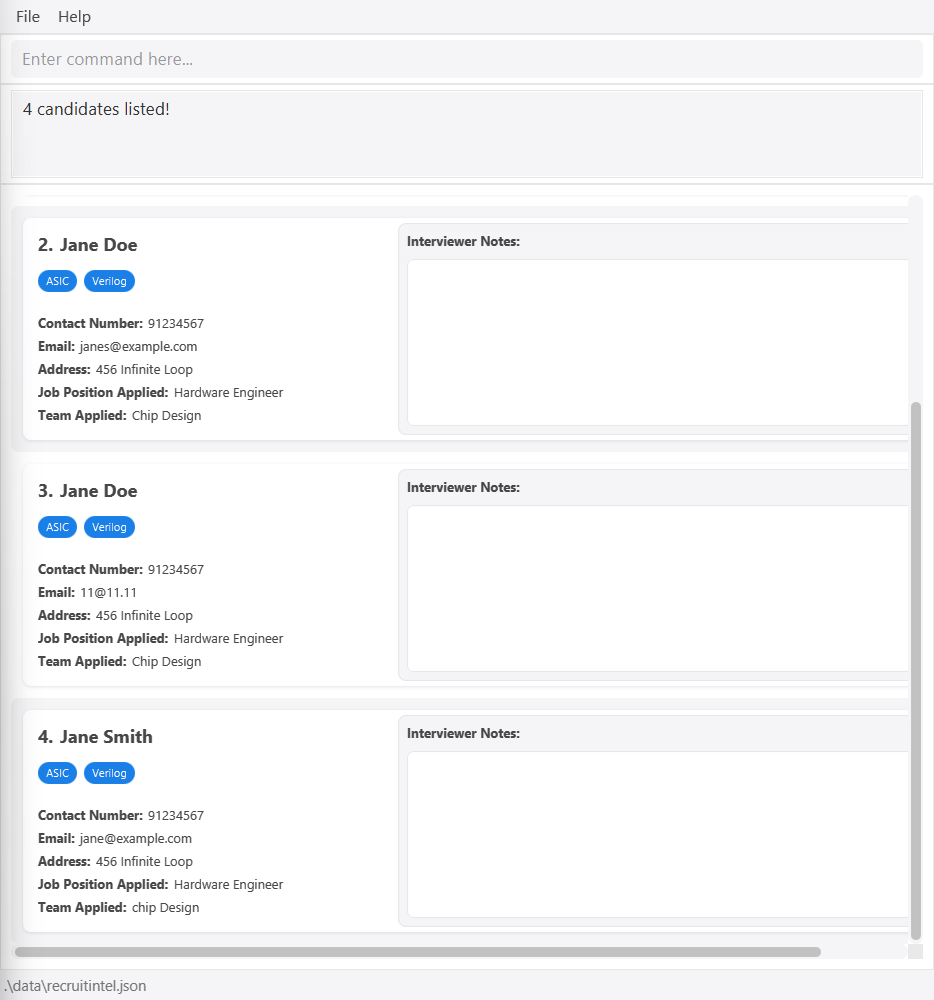 File Help
Enter command here...
4 candidates listed!
2. Jane Doe
ASIC Verilog
Contact Number: 91234567
Email: janes@example.com
Address: 456 Infinite Loop
Job Position Applied: Hardware Engineer
Team Applied: Chip Design
Interviewer Notes:
3. Jane Doe
ASIC Verilog
Contact Number: 91234567
Email: 11@11.11
Address: 456 Infinite Loop
Job Position Applied: Hardware Engineer
Team Applied: Chip Design
Interviewer Notes:
4. Jane Smith
ASIC Verilog
Contact Number: 91234567
Email: jane@example.com
Address: 456 Infinite Loop
Job Position Applied: Hardware Engineer
Team Applied: chip Design
Interviewer Notes:
.\data\recruitintel.json